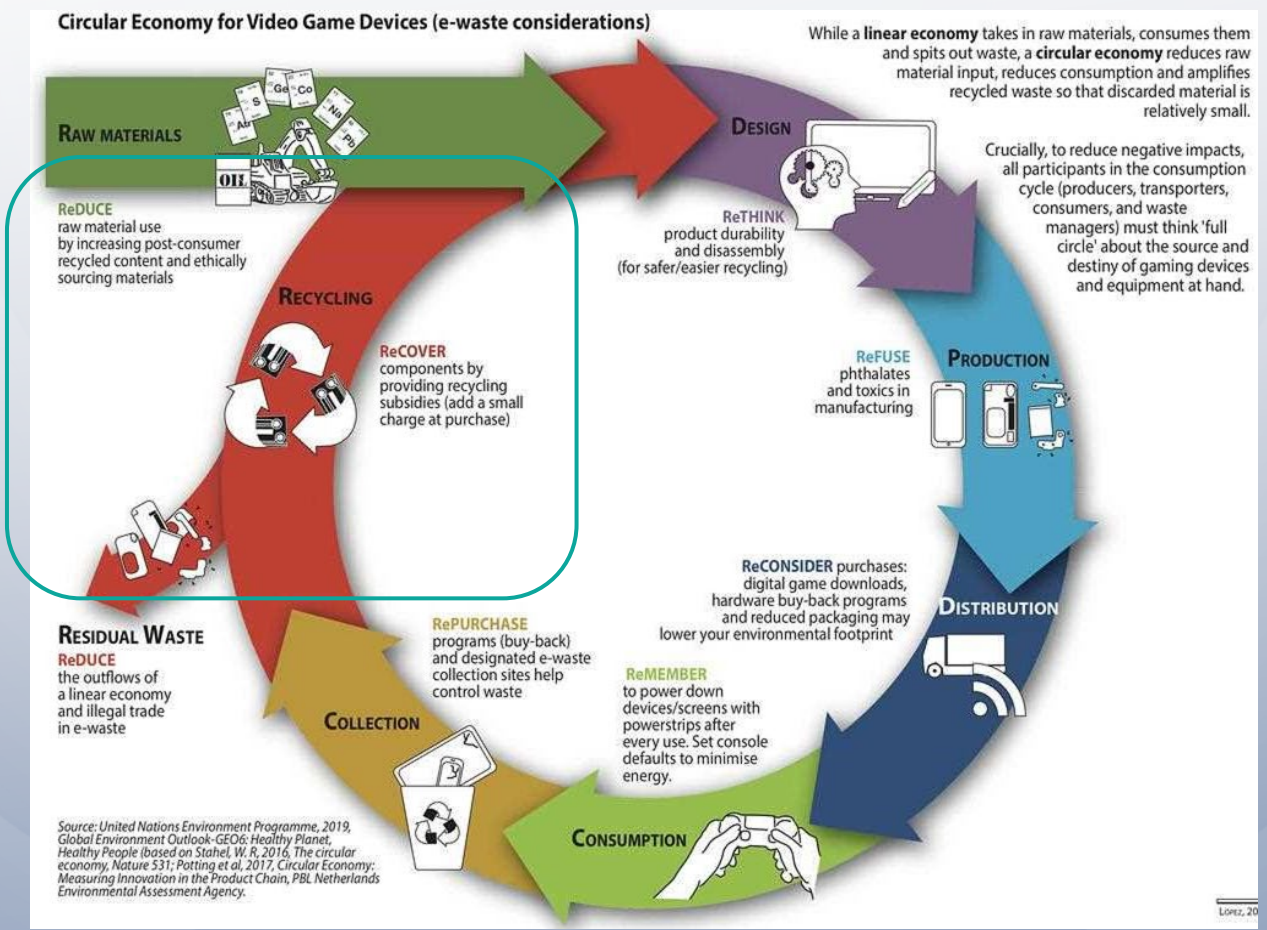 Circular Economy for Video Game Devices (e-waste considerations)
While a linear economy takes in raw materials, consumes them
and spits out waste, a circular economy reduces raw
material input, reduces consumption and amplifies
recycled waste so that discarded material is
relatively small.
Crucially, to reduce negative impacts,
all participants in the consumption
cycle (producers, transporters,
consumers, and waste
managers) must think 'full
circle' about the source and
destiny of gaming devices
and equipment at hand.
RAW MATERIALS
S
Ge
Co
Na
Pb
OIL
ReDUCE
raw material use
by increasing post-consumer
recycled content and ethically
sourcing materials
DESIGN
ReTHINK
product durability
and disassembly
(for safer/easier recycling)
RECYCLING
ReCOVER
components by
providing recycling
subsidies (add a small
charge at purchase)
ReFUSE
phthalates
and toxics in
manufacturing
PRODUCTION
ReCONSIDER purchases:
digital game downloads,
hardware buy-back programs
and reduced packaging may
lower your environmental footprint
DISTRIBUTION
RESIDUAL WASTE
ReDUCE
the outflows of
a linear economy
and illegal trade
in e-waste
RePURCHASE
programs (buy-back)
and designated e-waste
collection sites help
control waste
ReMEMBER
to power down
devices/screens with
powerstrips after
every use. Set console
defaults to minimise
energy.
COLLECTION
CONSUMPTION
Source: United Nations Environment Programme, 2019,
Global Environment Outlook-GEO6: Healthy Planet,
Healthy People (based on Stahel, W. R, 2016, The circular
economy, Nature 531; Potting et al, 2017, Circular Economy:
Measuring Innovation in the Product Chain, PBL Netherlands
Environmental Assessment Agency.
LOPEZ, 20